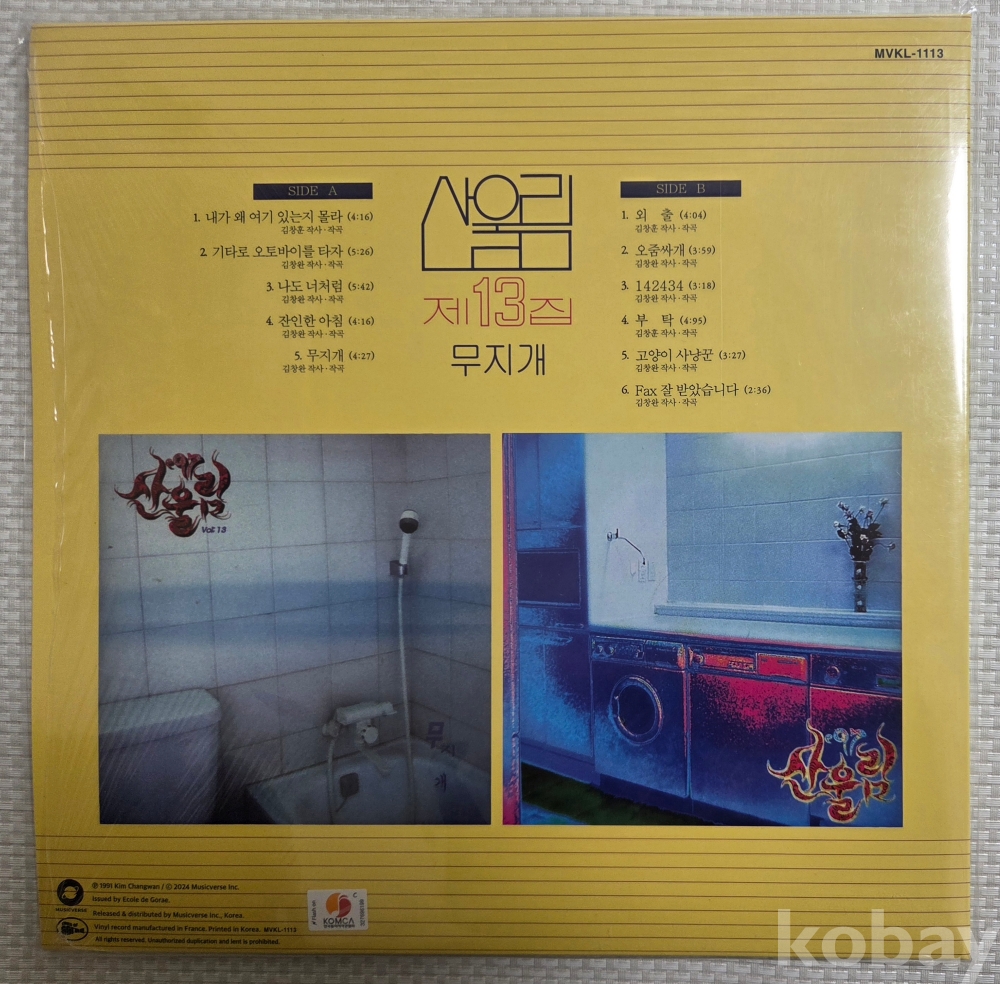 MVKL-1113
SIDE A
1. 내가 왜 여기 있는지 몰라 (4:16)
김창훈 작사·작곡
2. 기타로 오토바이를 타자 (5:26)
김창완 작사·작곡
3. 나도 너처럼 (5:42)
김창완 작사·작곡
4. 잔인한 아침 (4:16)
김창훈 작사·작곡
5. 무지개 (4:27)
김창완 작사·작곡
산울림
제13집
무지개
SIDE B
1. 외 출 (4:04)
김창훈 작사·작곡
2. 오줌싸개 (3:59)
김창완 작사·작곡
3. 142434 (3:18)
김창완 작사·작곡
4. 부 탁 (4:95)
김창훈 작사·작곡
5. 고양이 사냥꾼 (3:27)
김창완 작사·작곡
6. Fax 잘 받았습니다 (2:36)
김창완 작사·작곡
e97
산울림
Vol: 13
무지개
e97
산울림
MUSICVERSE
℗ 1991 Kim Changwan / ⓒ 2024 Musicverse Inc.
Issued by Ecole de Gorae.
Released & distributed by Musicverse Inc., Korea.
Vinyl record manufactured in France. Printed in Korea. MVKL-1113
All rights reserved. Unauthorized duplication and lent is prohibited.
KOMCA
kobay